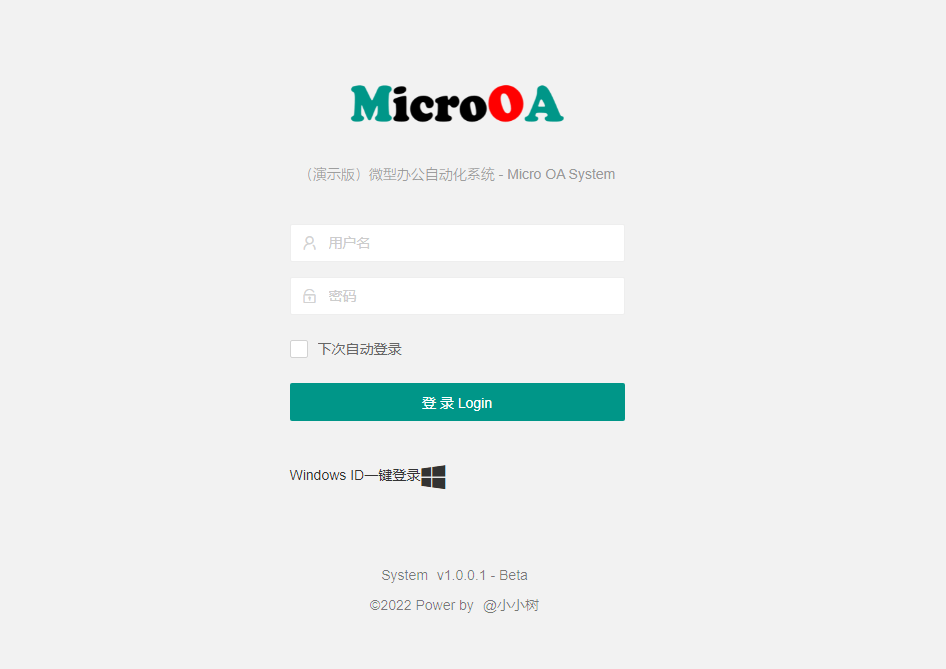 MicroOA
（演示版）微型办公自动化系统 - Micro OA System
用户名
密码
下次自动登录
登 录 Login
Windows ID一键登录
System v1.0.0.1 - Beta
©2022 Power by @小小树